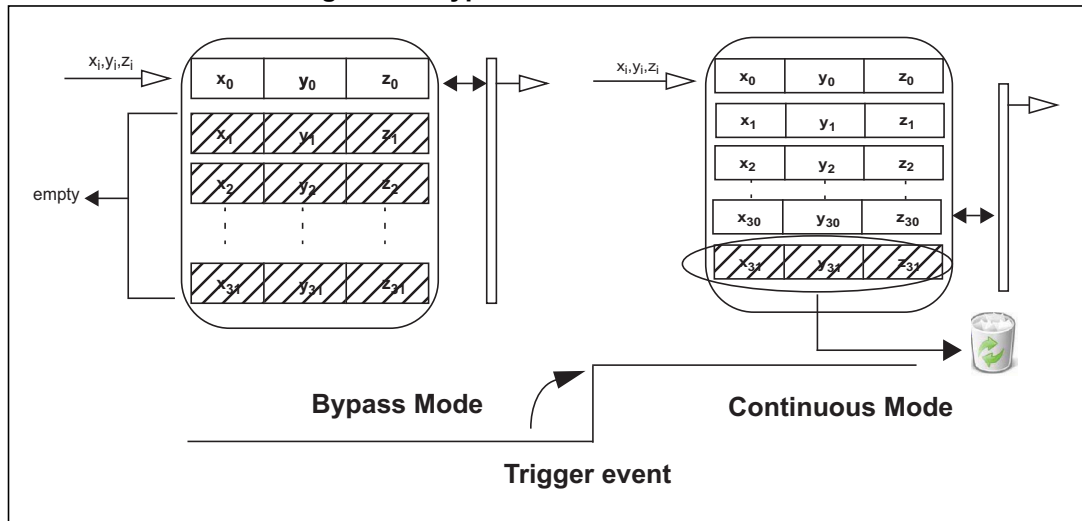 xᵢ,yᵢ,zᵢ
x₀ y₀ z₀
x₁ y₁ z₁
x₂ y₂ z₂
empty
x₃₁ y₃₁ z₃₁
xᵢ,yᵢ,zᵢ
x₀ y₀ z₀
x₁ y₁ z₁
x₂ y₂ z₂
x₃₀ y₃₀ z₃₀
x₃₁ y₃₁ z₃₁
Bypass Mode
Continuous Mode
Trigger event